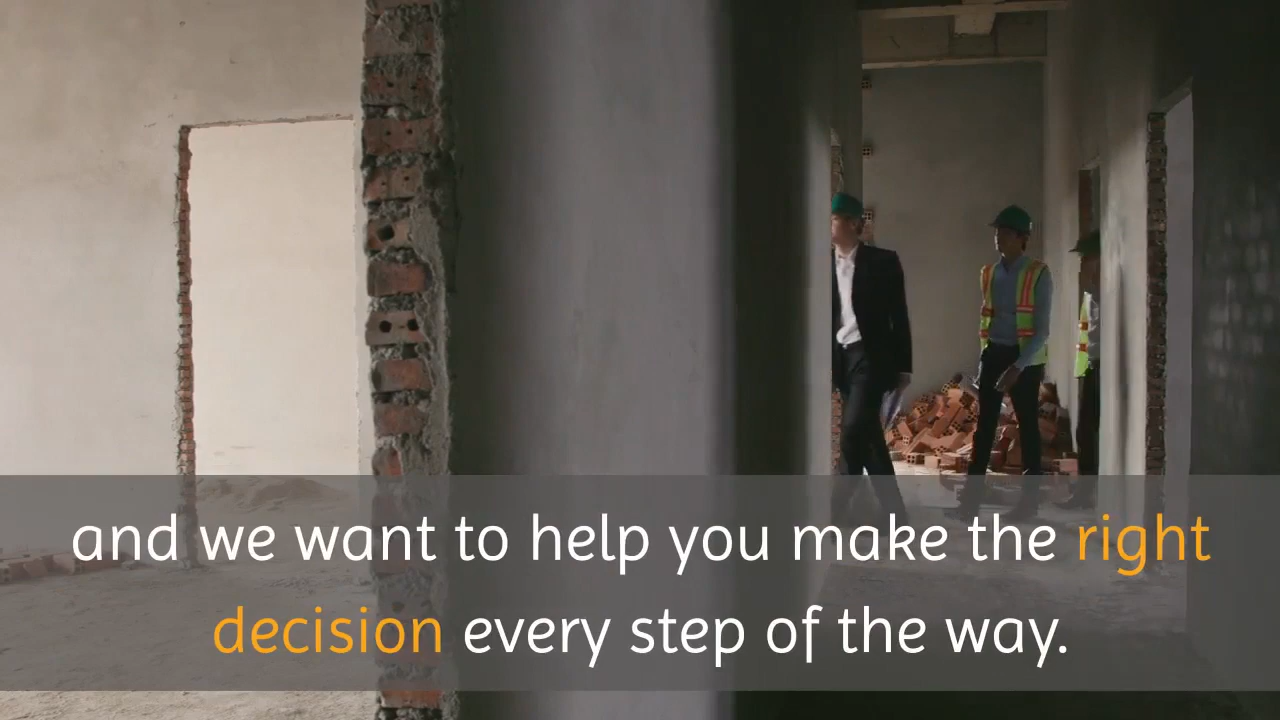 and we want to help you make the right
decision every step of the way.